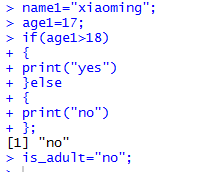 > name1="xiaoming";
> age1=17;
> if(age1>18)
+ {
+ print("yes")
+ }else
+ {
+ print("no")
+ };
[1] "no"
> is_adult="no";
>